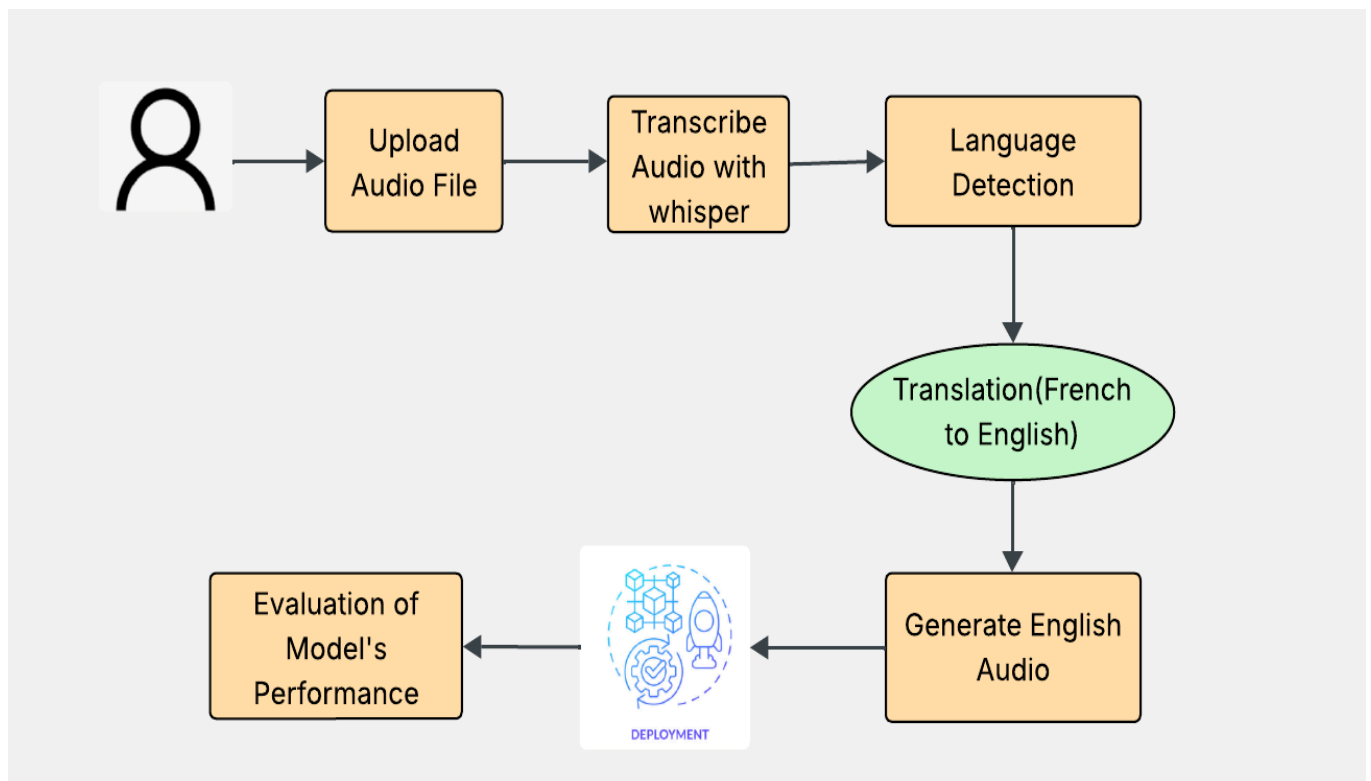 Upload
Audio File
Transcribe
Audio with
whisper
Language
Detection
Translation(French
to English)
Generate English
Audio
DEPLOYMENT
Evaluation of
Model's
Performance